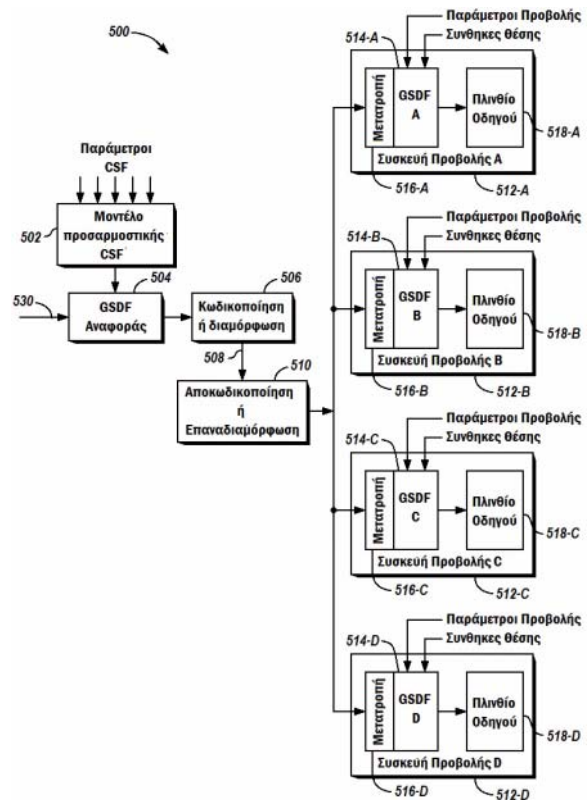 500
Παράμετροι
CSF
502
Μοντέλο
προσαρμοστικής
CSF
530
504
GSDF
Αναφοράς
506
Κωδικοποίηση
ή διαμόρφωση
508
510
Αποκωδικοποίηση
ή
Επαναδιαμόρφωση
Παράμετροι Προβολής
Συνθηκες θέσης
514-A
Μετατροπή
GSDF
A
Πλινθίο
Οδηγού
518-A
Συσκευή Προβολής A
516-A
512-A
Παράμετροι Προβολής
Συνθηκες θέσης
514-B
Μετατροπή
GSDF
B
Πλινθίο
Οδηγού
518-B
Συσκευή Προβολής B
516-B
512-B
Παράμετροι Προβολής
Συνθηκες θέσης
514-C
Μετατροπή
GSDF
C
Πλινθίο
Οδηγού
518-C
Συσκευή Προβολής C
516-C
512-C
Παράμετροι Προβολής
Συνθηκες θέσης
514-D
Μετατροπή
GSDF
D
Πλινθίο
Οδηγού
518-D
Συσκευή Προβολής D
516-D
512-D